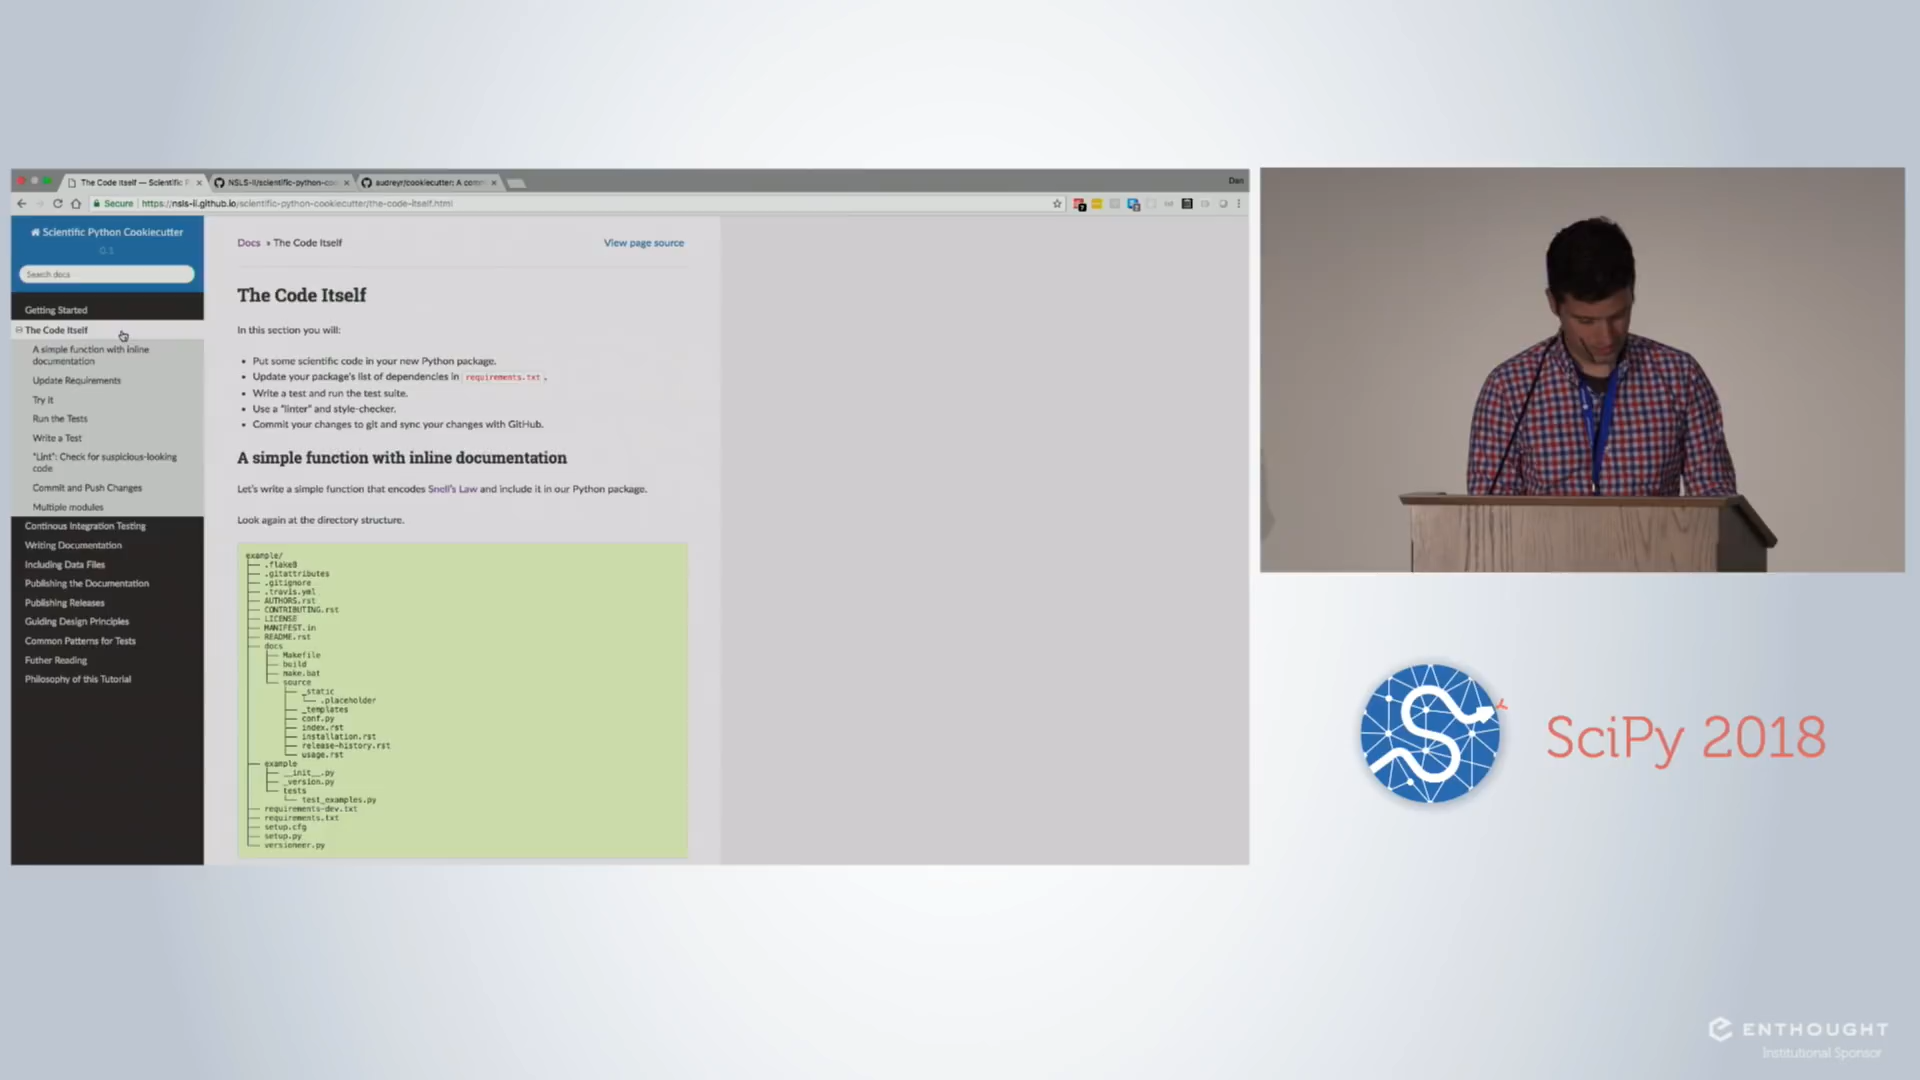 The Code Itself — Scientific P
NSLS-II/scientific-python-co
audreyr/cookiecutter: A comm
Dan
Secure
https://nsls-ii.github.io/scientific-python-cookiecutter/the-code-itself.html
Scientific Python Cookiecutter
0.1
Search docs
Getting Started
The Code Itself
A simple function with inline
documentation
Update Requirements
Try it
Run the Tests
Write a Test
"Lint": Check for suspicious-looking
code
Commit and Push Changes
Multiple modules
Continous Integration Testing
Writing Documentation
Including Data Files
Publishing the Documentation
Publishing Releases
Guiding Design Principles
Common Patterns for Tests
Futher Reading
Philosophy of this Tutorial
Docs » The Code Itself
View page source
The Code Itself
In this section you will:
• Put some scientific code in your new Python package.
• Update your package's list of dependencies in requirements.txt .
• Write a test and run the test suite.
• Use a "linter" and style-checker.
• Commit your changes to git and sync your changes with GitHub.
A simple function with inline documentation
Let's write a simple function that encodes Snell's Law and include it in our Python package.
Look again at the directory structure.
example/
├── .flake8
├── .gitattributes
├── .gitignore
├── .travis.yml
├── AUTHORS.rst
├── CONTRIBUTING.rst
├── LICENSE
├── MANIFEST.in
├── README.rst
├── docs
│   ├── Makefile
│   ├── build
│   ├── make.bat
│   └── source
│       ├── _static
│       │   └── .placeholder
│       ├── _templates
│       ├── conf.py
│       ├── index.rst
│       ├── installation.rst
│       ├── release-history.rst
│       └── usage.rst
├── example
│   ├── __init__.py
│   ├── _version.py
│   └── tests
│       └── test_examples.py
├── requirements-dev.txt
├── requirements.txt
├── setup.cfg
├── setup.py
└── versioneer.py
SciPy 2018
ENTHOUGHT
Institutional Sponsor